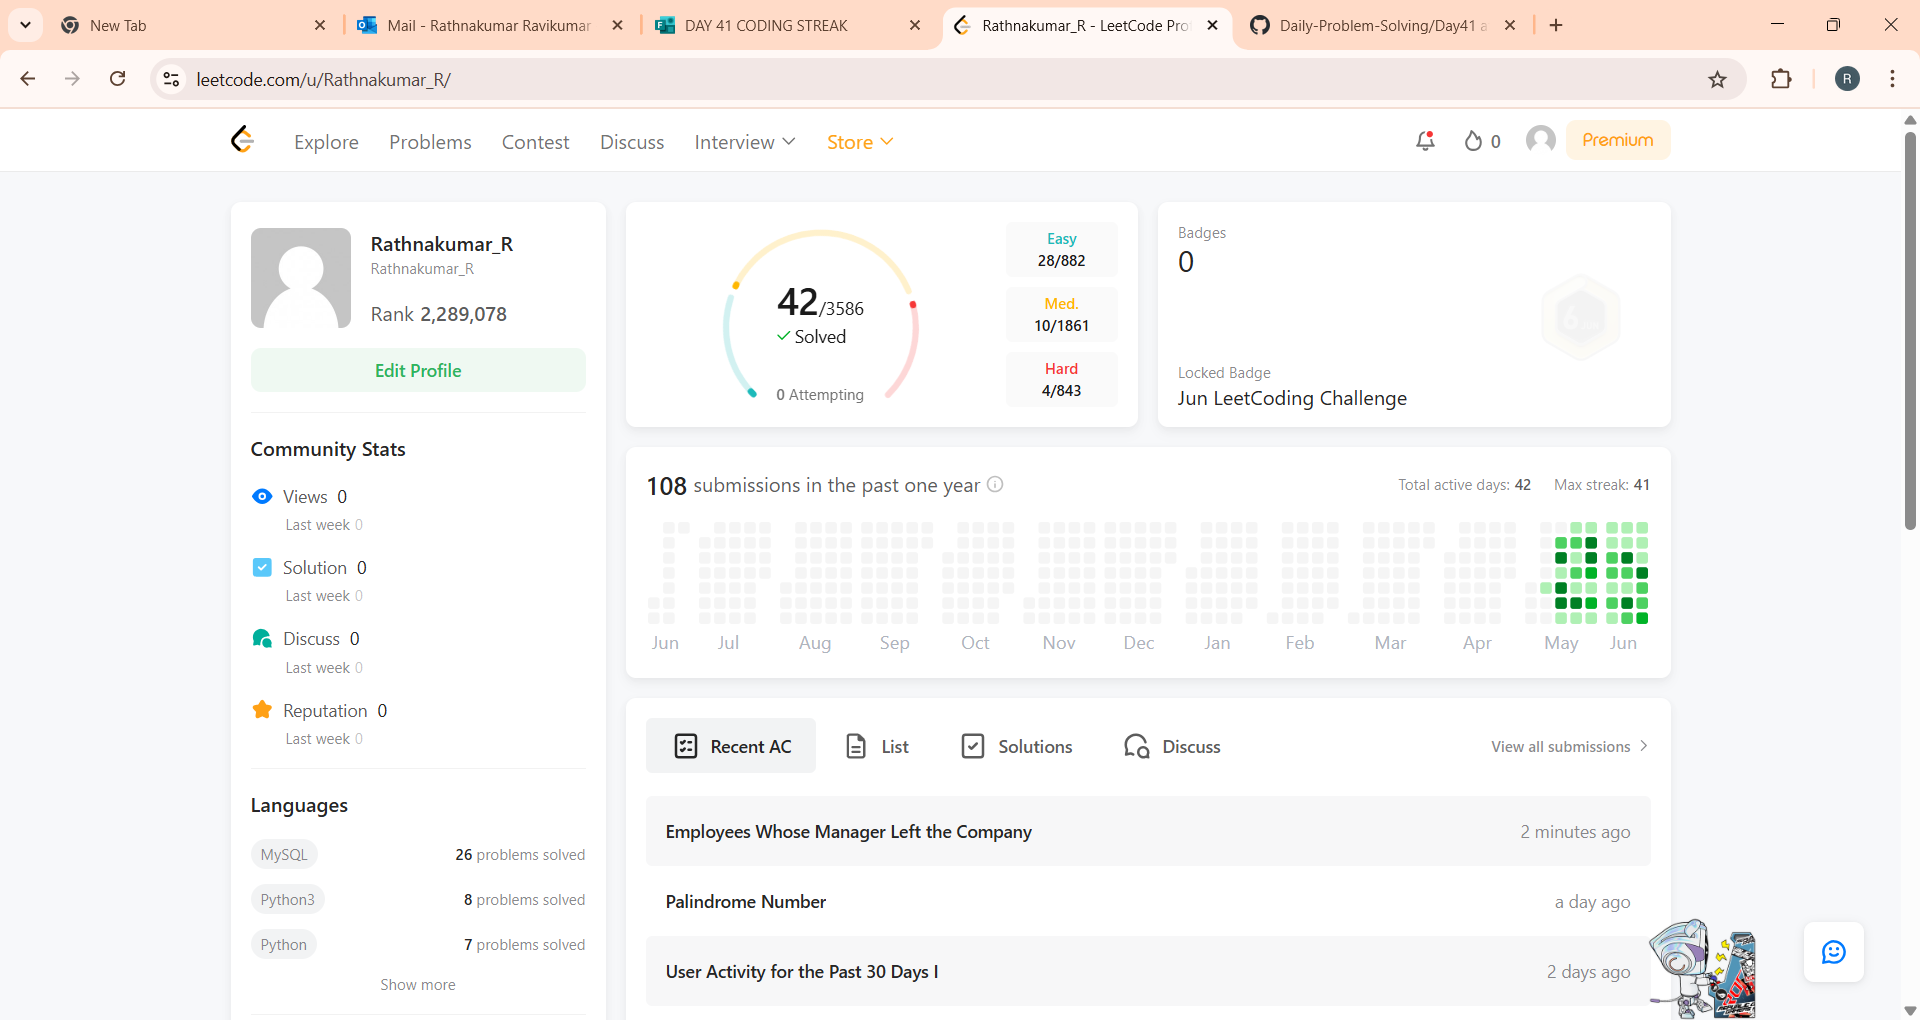 New Tab
Mail - Rathnakumar Ravikumar
DAY 41 CODING STREAK
Rathnakumar_R - LeetCode Pro
Daily-Problem-Solving/Day41 a
leetcode.com/u/Rathnakumar_R/
R
Explore
Problems
Contest
Discuss
Interview
Store
0
Premium
Rathnakumar_R
Rathnakumar_R
Rank 2,289,078
Edit Profile
Community Stats
Views 0
Last week 0
Solution 0
Last week 0
Discuss 0
Last week 0
Reputation 0
Last week 0
Languages
MySQL
26 problems solved
Python3
8 problems solved
Python
7 problems solved
Show more
42/3586
Solved
0 Attempting
Easy
28/882
Med.
10/1861
Hard
4/843
Badges
0
Locked Badge
Jun LeetCoding Challenge
108 submissions in the past one year
Total active days: 42
Max streak: 41
Jun Jul Aug Sep Oct Nov Dec Jan Feb Mar Apr May Jun
Recent AC
List
Solutions
Discuss
View all submissions
Employees Whose Manager Left the Company
2 minutes ago
Palindrome Number
a day ago
User Activity for the Past 30 Days I
2 days ago